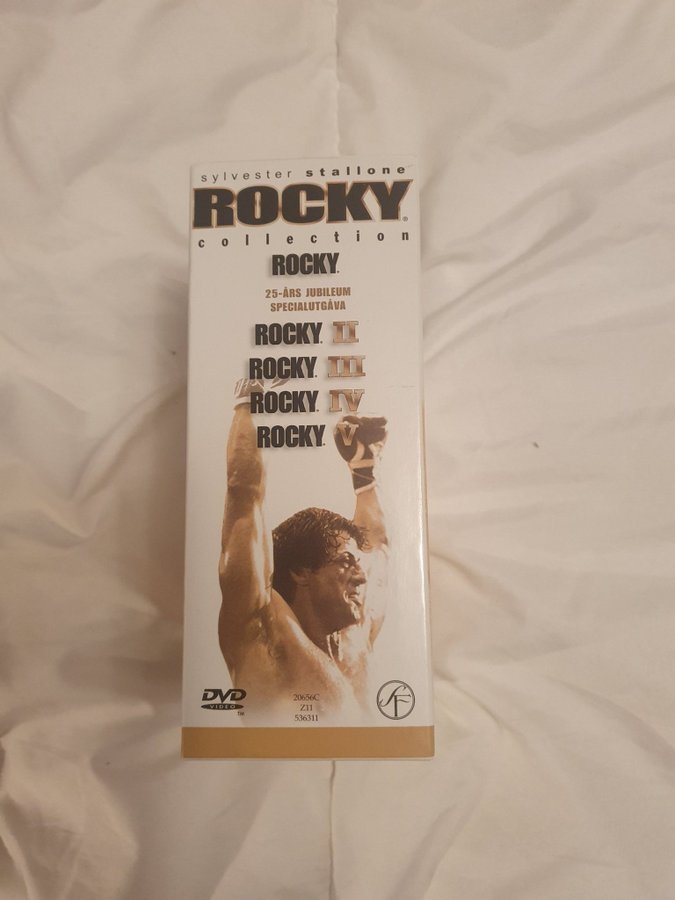 sylvester stallone
ROCKY®
collection
ROCKY®
25-ÅRS JUBILEUM
SPECIALUTGÅVA
ROCKY® II
ROCKY® III
ROCKY® IV
ROCKY® V
DVD
VIDEO™
20656C
Z11
536311
SF